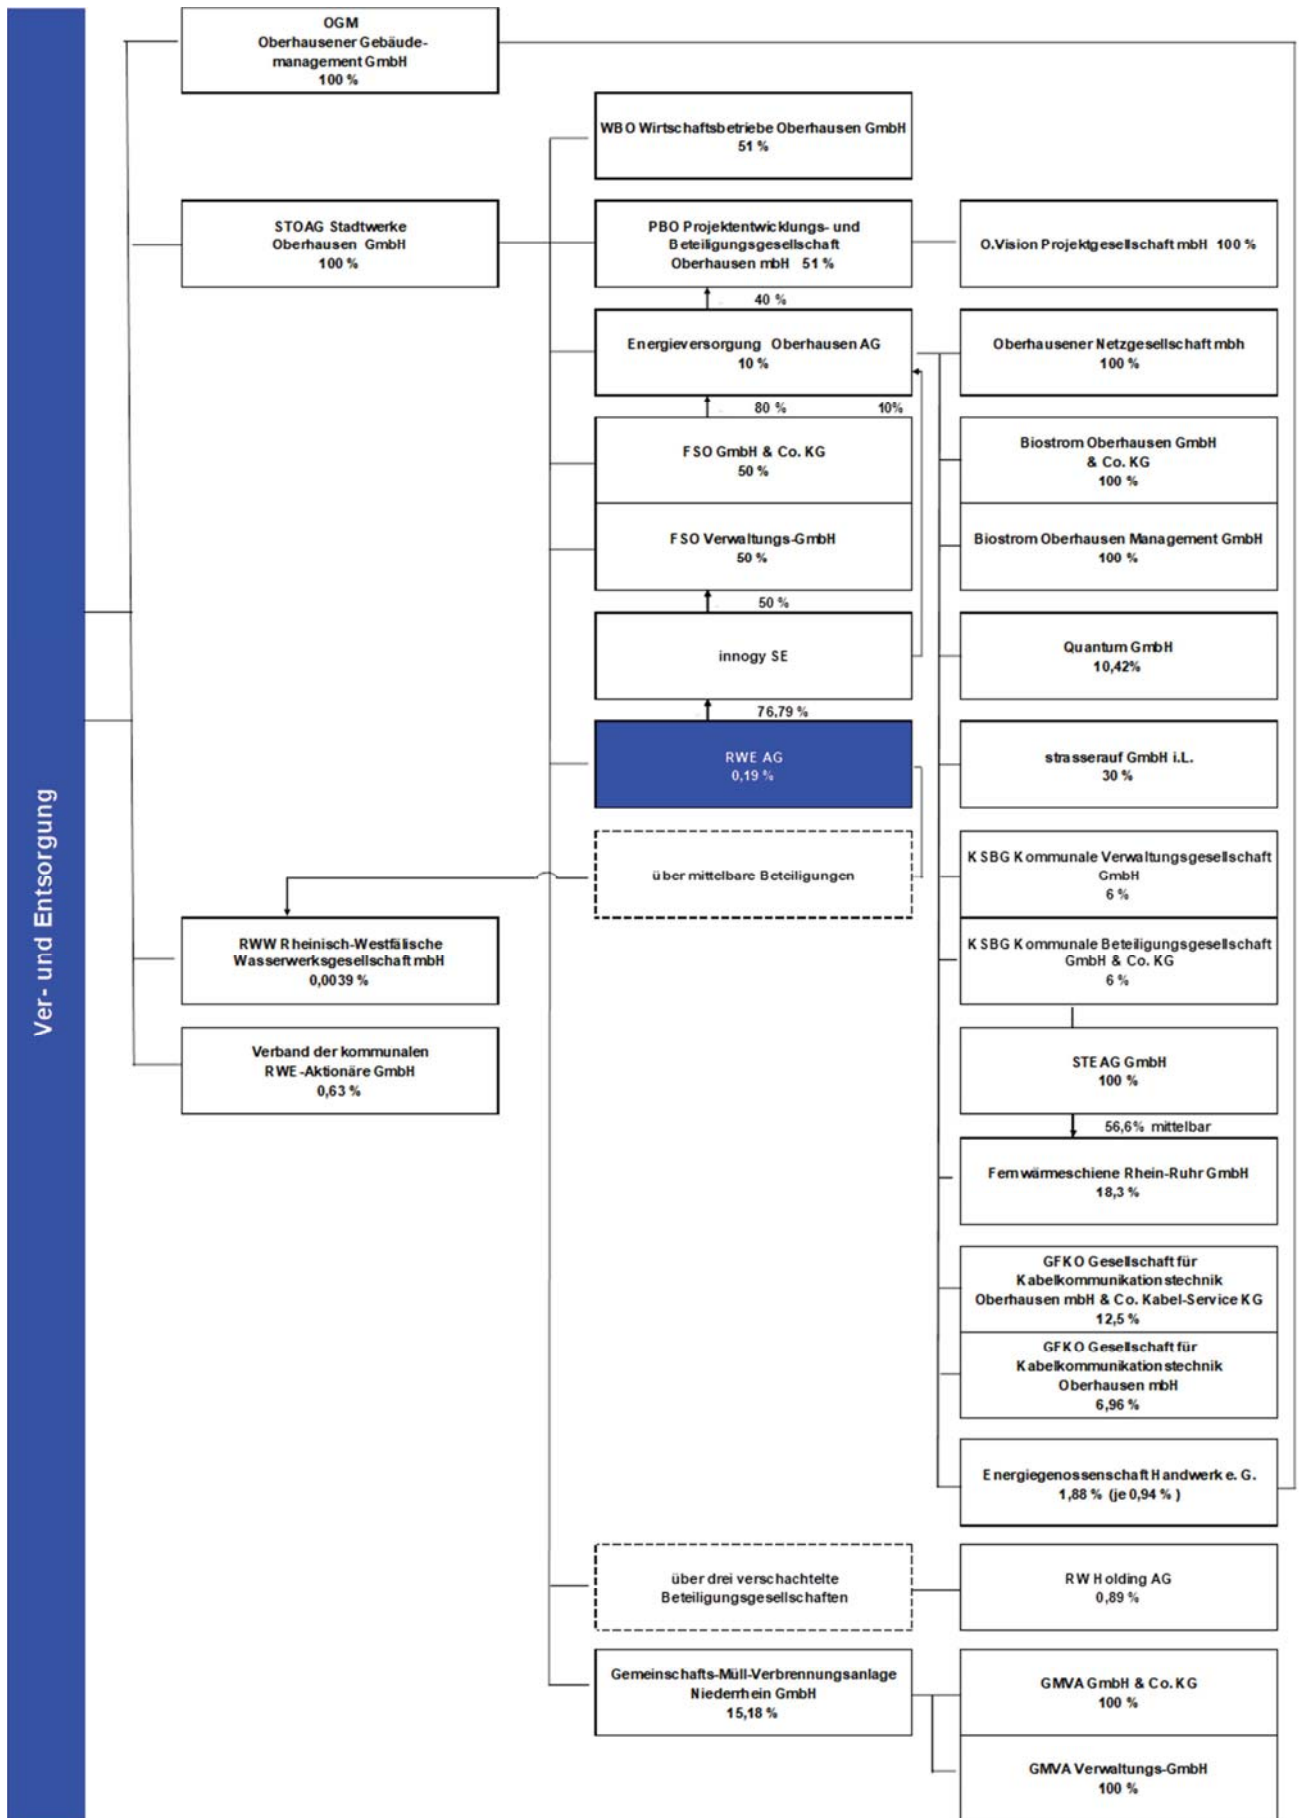 Ver- und Entsorgung
OGM
Oberhausener Gebäude-
management GmbH
100 %
STOAG Stadtwerke
Oberhausen GmbH
100 %
RWW Rheinisch-Westfälische
Wasserwerksgesellschaft mbH
0,0039 %
Verband der kommunalen
RWE-Aktionäre GmbH
0,63 %
WBO Wirtschaftsbetriebe Oberhausen GmbH
51 %
PBO Projektentwicklungs- und
Beteiligungsgesellschaft
Oberhausen mbH 51 %
40 %
Energieversorgung Oberhausen AG
10 %
80 %
10%
FSO GmbH & Co. KG
50 %
FSO Verwaltungs-GmbH
50 %
50 %
innogy SE
76,79 %
RWE AG
0,19 %
über mittelbare Beteiligungen
über drei verschachtelte
Beteiligungsgesellschaften
Gemeinschafts-Müll-Verbrennungsanlage
Niederrhein GmbH
15,18 %
O.Vision Projektgesellschaft mbH 100 %
Oberhausener Netzgesellschaft mbh
100 %
Biostrom Oberhausen GmbH
& Co. KG
100 %
Biostrom Oberhausen Management GmbH
100 %
Quantum GmbH
10,42%
strasserauf GmbH i.L.
30 %
KSBG Kommunale Verwaltungsgesellschaft
GmbH
6 %
KSBG Kommunale Beteiligungsgesellschaft
GmbH & Co. KG
6 %
STEAG GmbH
100 %
56,6% mittelbar
Fernwärmeschiene Rhein-Ruhr GmbH
18,3 %
GFKO Gesellschaft für
Kabelkommunikationstechnik
Oberhausen mbH & Co. Kabel-Service KG
12,5 %
GFKO Gesellschaft für
Kabelkommunikationstechnik
Oberhausen mbH
6,96 %
Energiegenossenschaft Handwerk e. G.
1,88 % (je 0,94 % )
RW Holding AG
0,89 %
GMVA GmbH & Co. KG
100 %
GMVA Verwaltungs-GmbH
100 %